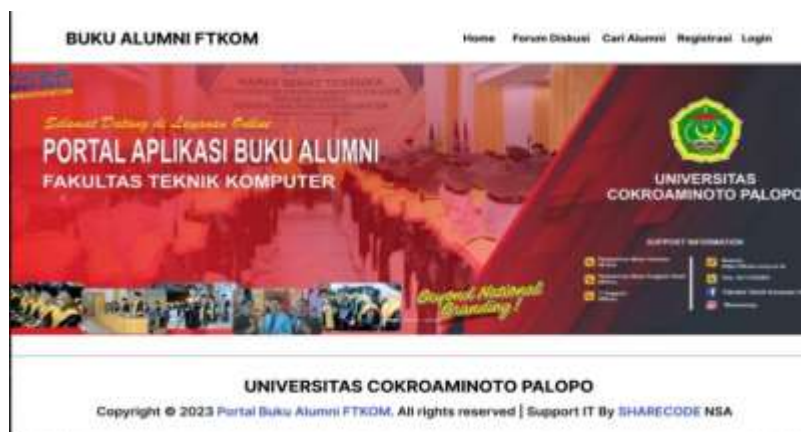 BUKU ALUMNI FTKOM
Home Forum Diskusi Cari Alumni Registrasi Login
Selamat Datang di Layanan Online
PORTAL APLIKASI BUKU ALUMNI
FAKULTAS TEKNIK KOMPUTER
UNIVERSITAS
COKROAMINOTO PALOPO
SUPPORT INFORMATION
Beyond National
Branding !
UNIVERSITAS COKROAMINOTO PALOPO
Copyright © 2023 Portal Buku Alumni FTKOM. All rights reserved | Support IT By SHARECODE NSA